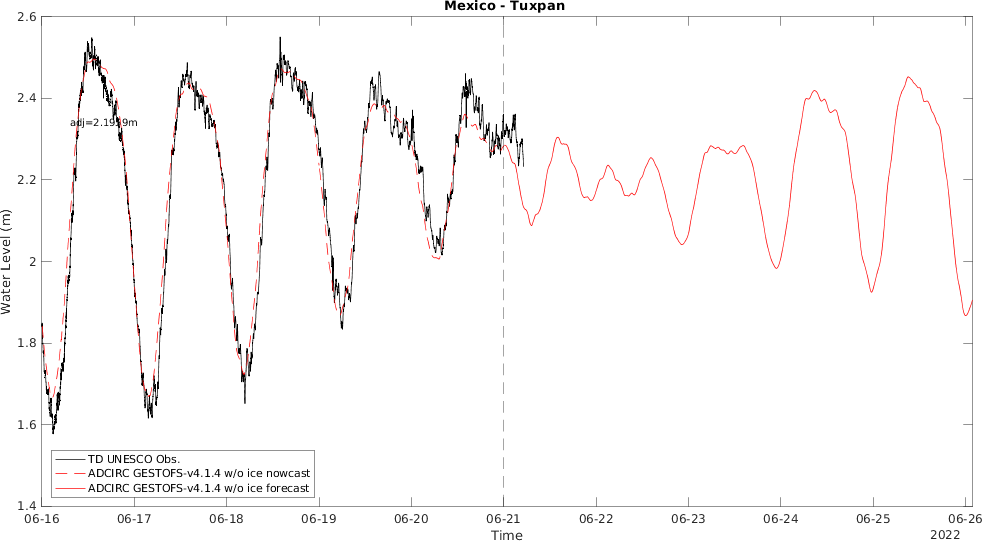 Mexico - Tuxpan
2.6
2.4
2.2
2
1.8
1.6
1.4
Water Level (m)
TD UNESCO Obs.
ADCIRC GESTOFS-v4.1.4 w/o ice nowcast
ADCIRC GESTOFS-v4.1.4 w/o ice forecast
06-16 06-17 06-18 06-19 06-20 06-21 06-22 06-23 06-24 06-25 06-26
Time
2022